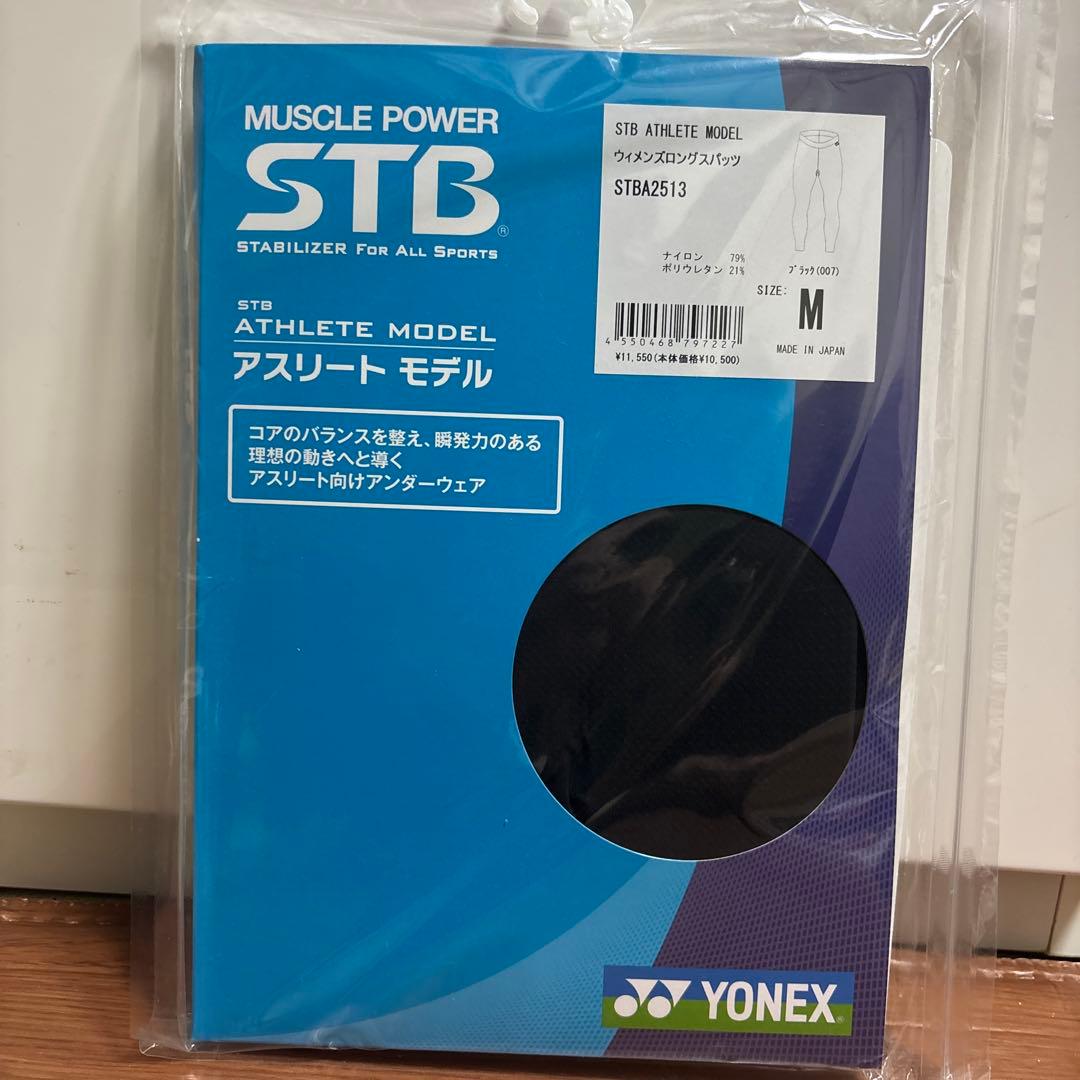 MUSCLE POWER
STB®
STABILIZER FOR ALL SPORTS
STB
ATHLETE MODEL
アスリート モデル
コアのバランスを整え、瞬発力のある
理想の動きへと導く
アスリート向けアンダーウェア
STB ATHLETE MODEL
ウィメンズロングスパッツ
STBA2513
ナイロン 79%
ポリウレタン 21%
ブラック(007)
SIZE: M
4 550468 797227
¥11,550(本体価格¥10,500)
MADE IN JAPAN
YONEX®